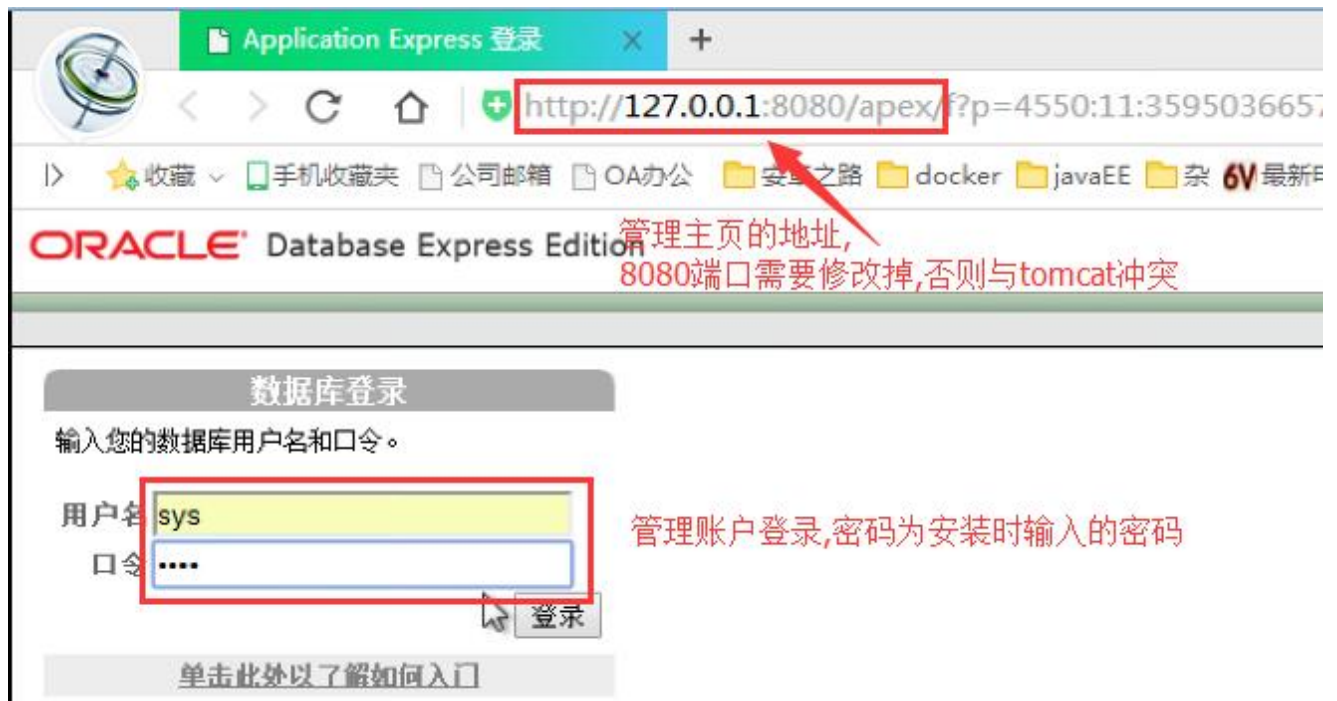 Application Express 登录
http://127.0.0.1:8080/apex/f?p=4550:11:3595036657
收藏 手机收藏夹 公司邮箱 OA办公 安卓之路 docker javaEE 杂 6V 最新
ORACLE Database Express Edition
管理主页的地址,
8080端口需要修改掉,否则与tomcat冲突
数据库登录
输入您的数据库用户名和口令。
用户名 sys
管理账户登录,密码为安装时输入的密码
口令 ••••
登录
单击此处以了解如何入门